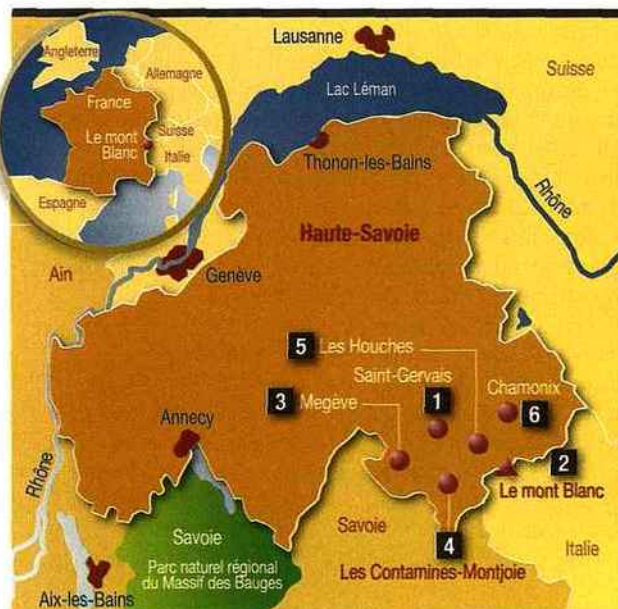 Angleterre
Allemagne
France
Le mont
Blanc
Suisse
Italie
Espagne
Lausanne
Suisse
Lac Léman
Thonon-les-Bains
Rhône
Haute-Savoie
Ain
Genève
5 Les Houches
Saint-Gervais
Chamonix
3 Megève
1
6
Annecy
2
Le mont Blanc
Rhône
Savoie
Parc naturel régional
du Massif des Bauges
Savoie
4
Italie
Les Contamines-Montjoie
Aix-les-Bains